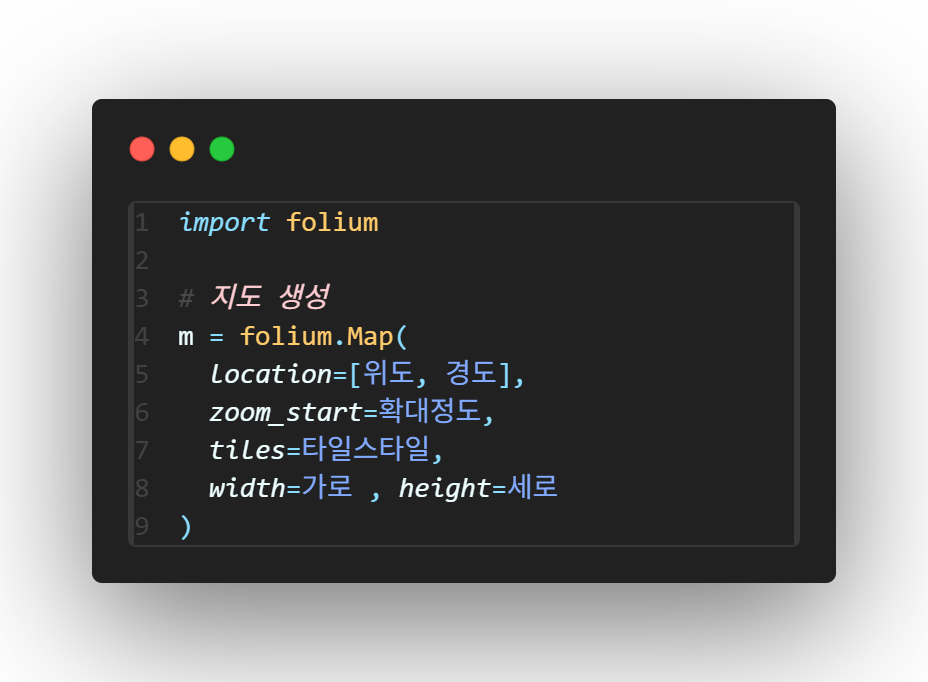 1 import folium
2
3 # 지도 생성
4 m = folium.Map(
5   location=[위도, 경도],
6   zoom_start=확대정도,
7   tiles=타일스타일,
8   width=가로 , height=세로
9 )